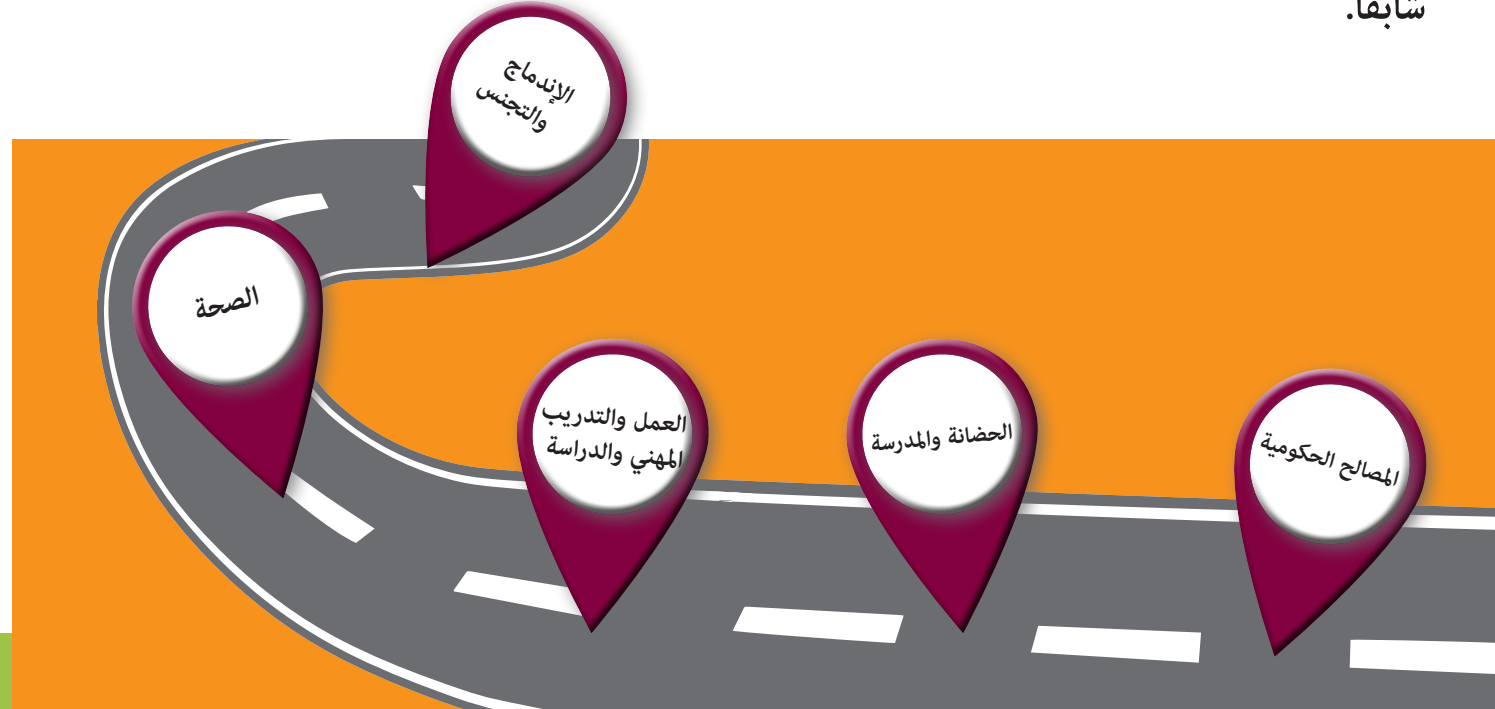 سابقا.
الإندماج
والتجنس
الصحة
العمل والتدريب
المهني والدراسة
الحضانة والمدرسة
المصالح الحكومية